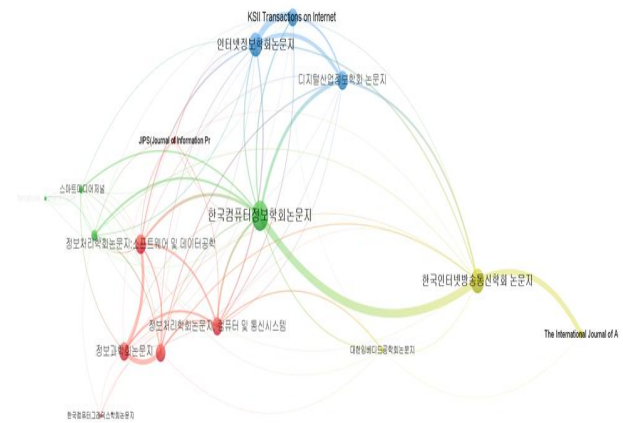 KSII Transactions on Internet
인터넷정보학회논문지
디지털산업정보학회 논문지
JIPS(Journal of Information Pr
스마트미디어저널
한국컴퓨터정보학회논문지
정보처리학회논문지:소프트웨어 및 데이터공학
한국인터넷방송통신학회 논문지
정보처리학회논문지: 컴퓨터 및 통신시스템
The International Journal of A
정보과학회논문지
대한임베디드공학회논문지
한국컴퓨터그래픽스학회논문지